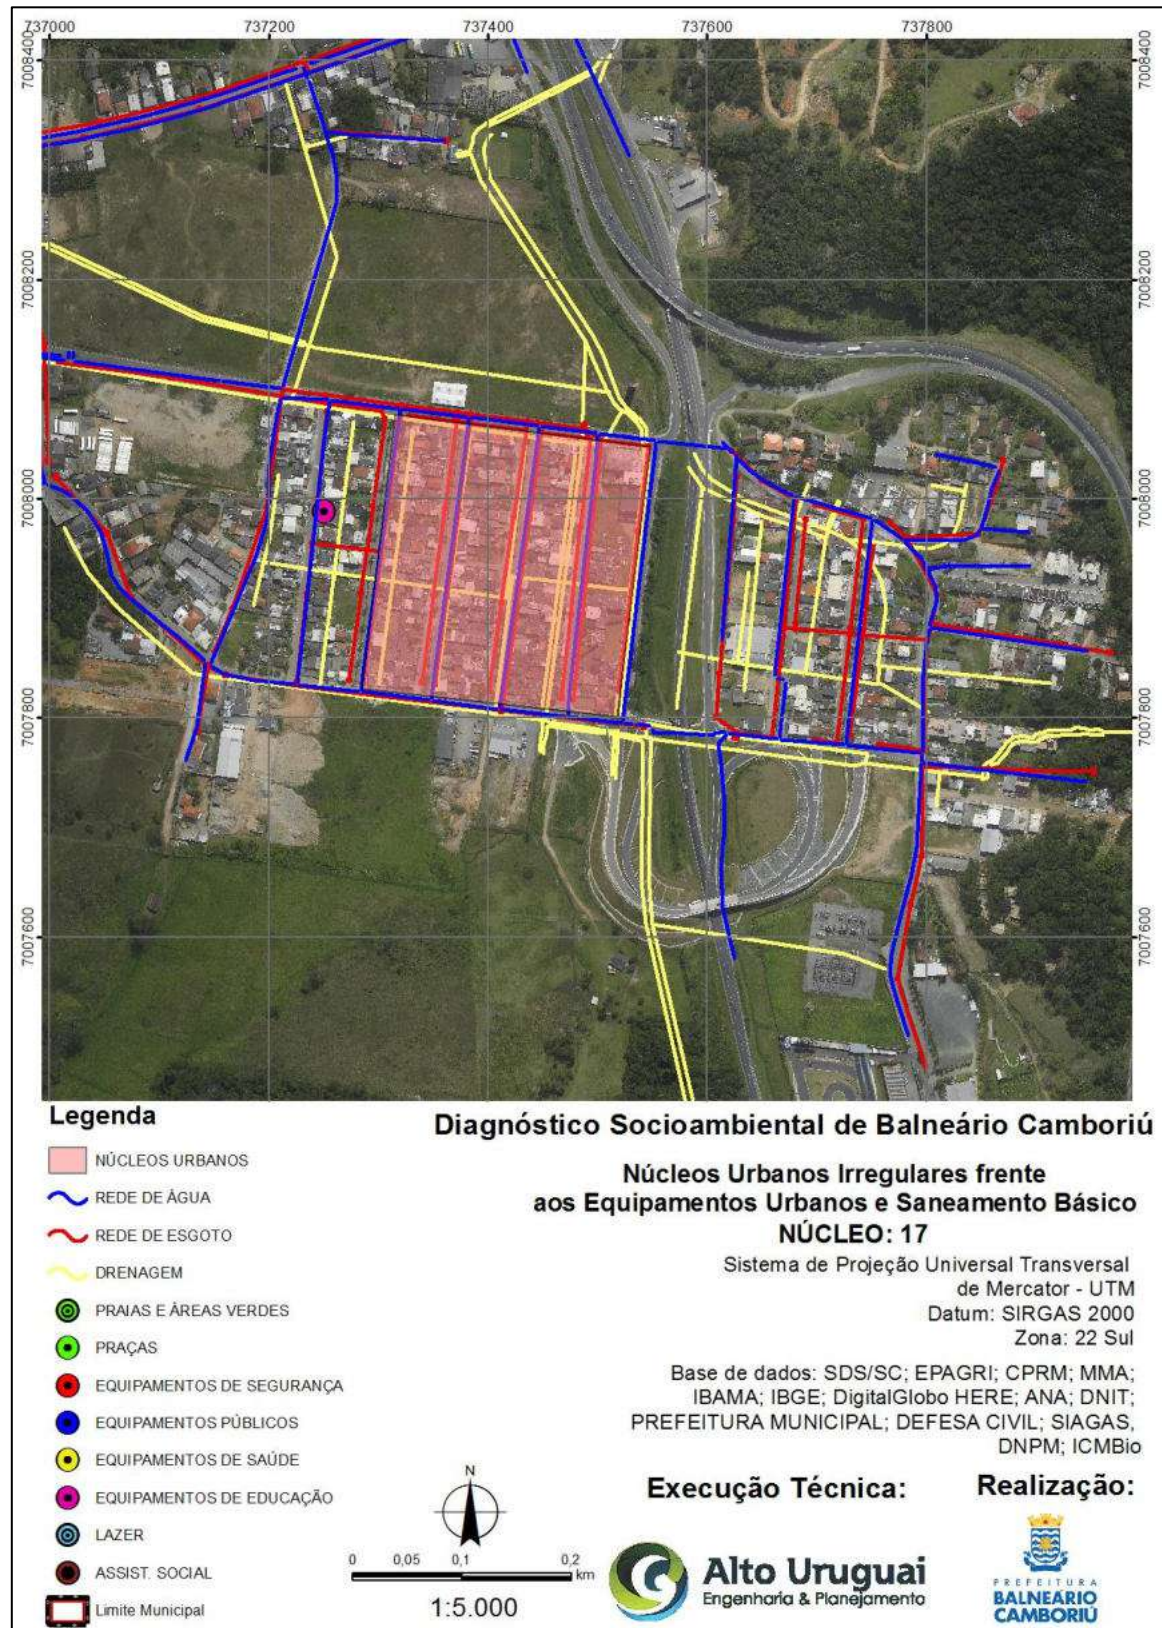 737000 737200 737400 737600 737800
7008400 7008400
7008200 7008200
7008000 7008000
7007800 7007800
7007600 7007600
Legenda
NÚCLEOS URBANOS
REDE DE ÁGUA
REDE DE ESGOTO
DRENAGEM
PRAIAS E ÁREAS VERDES
PRAÇAS
EQUIPAMENTOS DE SEGURANÇA
EQUIPAMENTOS PÚBLICOS
EQUIPAMENTOS DE SAÚDE
EQUIPAMENTOS DE EDUCAÇÃO
LAZER
ASSIST. SOCIAL
Limite Municipal
Diagnóstico Socioambiental de Balneário Camboriú
Núcleos Urbanos Irregulares frente
aos Equipamentos Urbanos e Saneamento Básico
NÚCLEO: 17
Sistema de Projeção Universal Transversal
de Mercator - UTM
Datum: SIRGAS 2000
Zona: 22 Sul
Base de dados: SDS/SC; EPAGRI; CPRM; MMA;
IBAMA; IBGE; DigitalGlobo HERE; ANA; DNIT;
PREFEITURA MUNICIPAL; DEFESA CIVIL; SIAGAS,
DNPM; ICMBio
N
0 0,05 0,1 0,2
km
1:5.000
Execução Técnica:
Alto Uruguai
Engenharia & Planejamento
Realização:
PREFEITURA
BALNEÁRIO
CAMBORIÚ